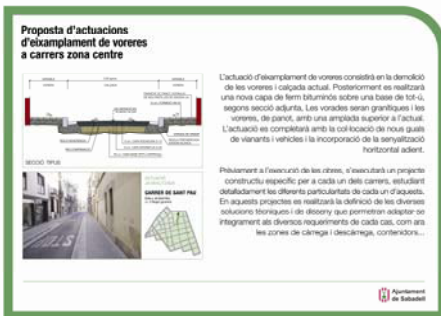 Proposta d'actuacions
d'eixamplament de voreres
a carrers zona centre
L'actuació d'eixamplament de voreres consistirà en la demolició
de les voreres i calçada actual. Posteriorment es realitzarà
una nova capa de ferm bituminós sobre una base de tot-ú,
segons secció adjunta. Les vorades seran granítiques i les
voreres, de panot, amb una amplada superior a l'actual.
L'actuació es completarà amb la col·locació de nous guals
de vianants i vehicles i la incorporació de la senyalització
horitzontal adient.
Prèviament a l'execució de les obres, s'executarà un projecte
constructiu específic per a cada un dels carrers, estudiant
detalladament les diferents particularitats de cada un d'aquests.
En aquests projectes es realitzarà la definició de les diverses
solucions tècniques i de disseny que permetran adaptar-se
íntegrament als diversos requeriments de cada cas, com ara
les zones de càrrega i descàrrega, contenidors...
SECCIÓ TIPUS
CARRER DE SANT PAU
Ajuntament
de Sabadell